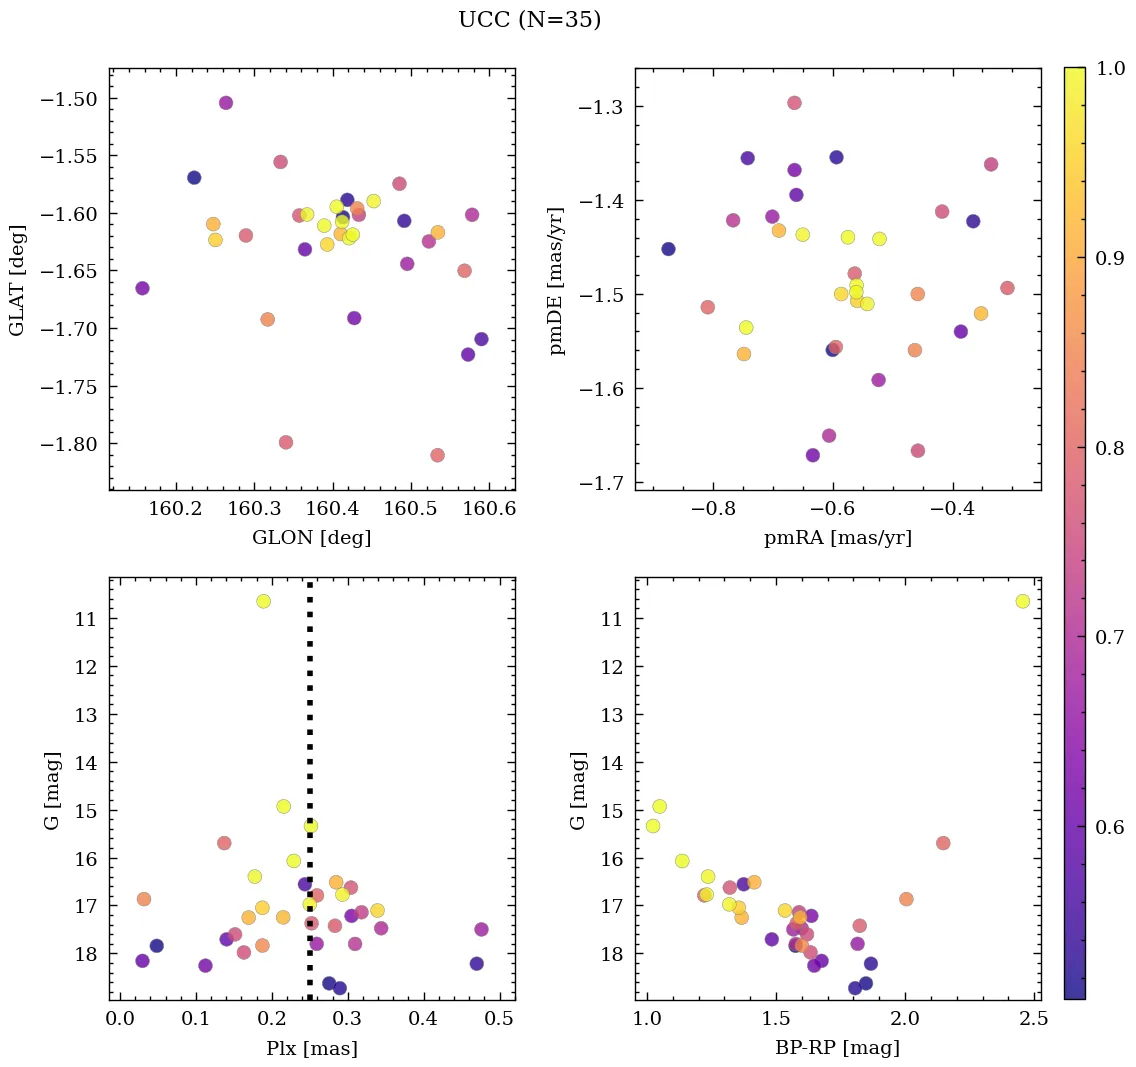 UCC (N=35)
−1.50
−1.55
−1.60
−1.65
−1.70
−1.75
−1.80
GLAT [deg]
160.2 160.3 160.4 160.5 160.6
GLON [deg]
−1.3
−1.4
−1.5
−1.6
−1.7
pmDE [mas/yr]
−0.8 −0.6 −0.4
pmRA [mas/yr]
1.0
0.9
0.8
0.7
0.6
11
12
13
14
15
16
17
18
G [mag]
0.0 0.1 0.2 0.3 0.4 0.5
Plx [mas]
11
12
13
14
15
16
17
18
G [mag]
1.0 1.5 2.0 2.5
BP-RP [mag]